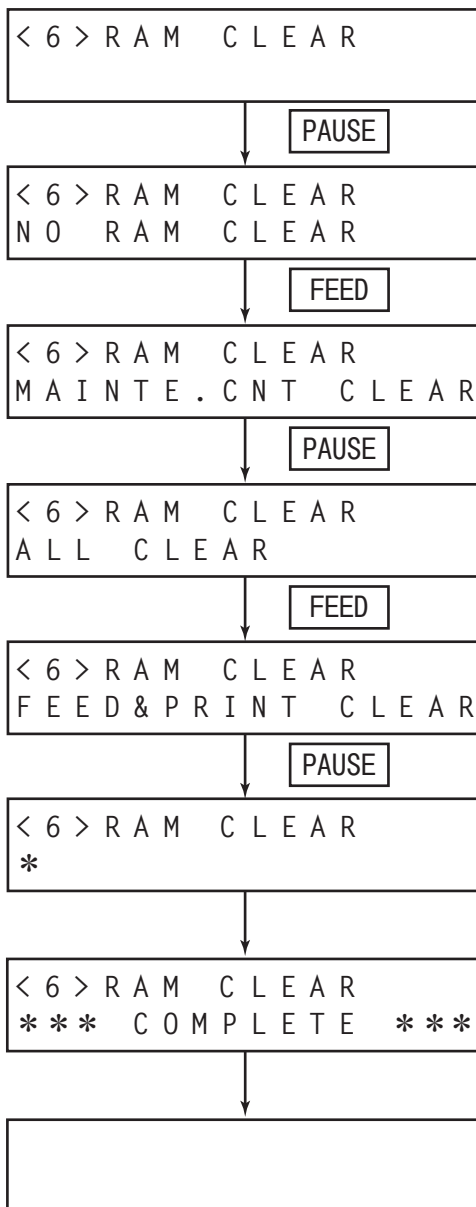 <6>RAM CLEAR
PAUSE
<6>RAM CLEAR
NO RAM CLEAR
FEED
<6>RAM CLEAR
MAINTE.CNT CLEAR
PAUSE
<6>RAM CLEAR
ALL CLEAR
FEED
<6>RAM CLEAR
FEED&PRINT CLEAR
PAUSE
<6>RAM CLEAR
*
<6>RAM CLEAR
*** COMPLETE ***